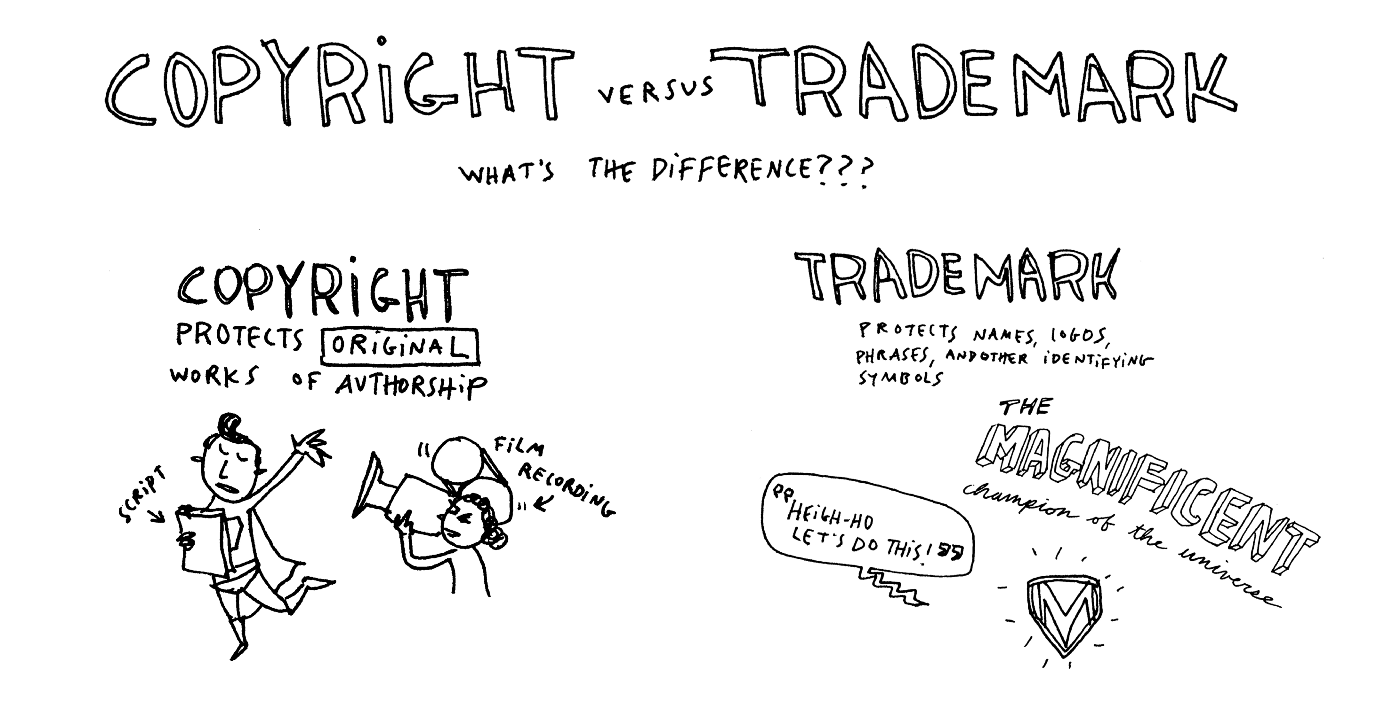 COPYRiGHT VERSUS TRADEMARK
WHAT'S THE DiFFERENCE???
COPYRiGHT
PROTECTS ORiGiNAL
WORKS OF AUTHORSHiP
SCRiPT
FiLM
RECORDiNG
TRADEMARK
PROTECTS NAMES, LOGOS,
PHRASES, AND OTHER iDENTiFYiNG
SYMBOLS
THE
MAGNIFICENT
champion of the universe
"HEiGH-HO
LET'S DO THiS!"
M